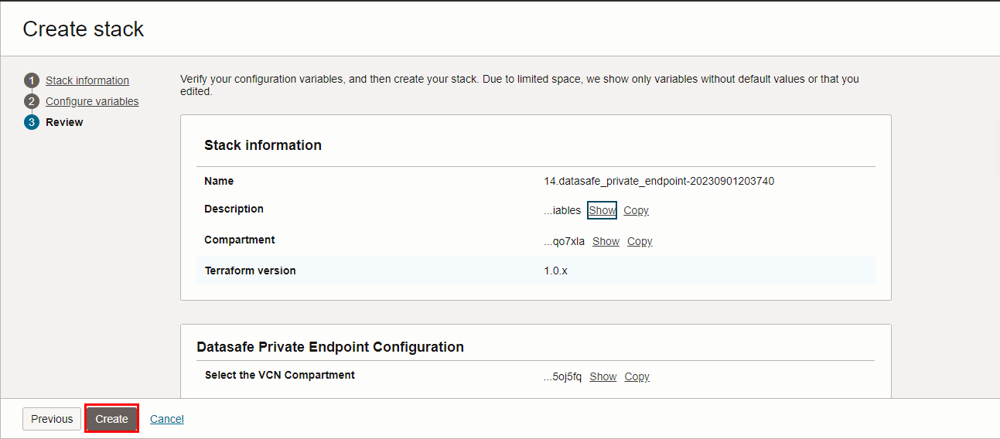 Create stack
1 Stack information
2 Configure variables
3 Review
Verify your configuration variables, and then create your stack. Due to limited space, we show only variables without default values or that you
edited.
Stack information
Name 14.datasafe_private_endpoint-20230901203740
Description ...iables Show Copy
Compartment ...qo7xla Show Copy
Terraform version 1.0.x
Datasafe Private Endpoint Configuration
Select the VCN Compartment ...5oj5fq Show Copy
Previous Create Cancel